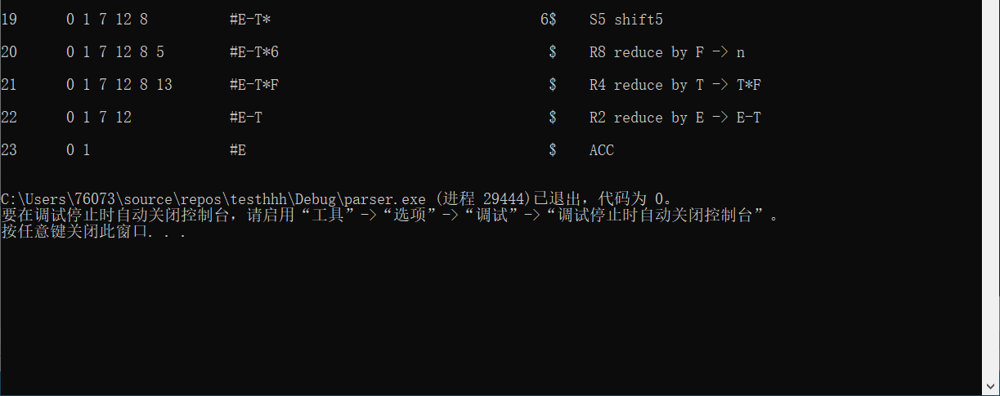 19      0 1 7 12 8          #E-T*                                 6$    S5 shift5
20      0 1 7 12 8 5        #E-T*6                                 $    R8 reduce by F -> n
21      0 1 7 12 8 13       #E-T*F                                 $    R4 reduce by T -> T*F
22      0 1 7 12            #E-T                                   $    R2 reduce by E -> E-T
23      0 1                 #E                                     $    ACC
C:\Users\76073\source\repos\testhhh\Debug\parser.exe (进程 29444)已退出，代码为 0。
要在调试停止时自动关闭控制台，请启用“工具”->“选项”->“调试”->“调试停止时自动关闭控制台”。
按任意键关闭此窗口. . .